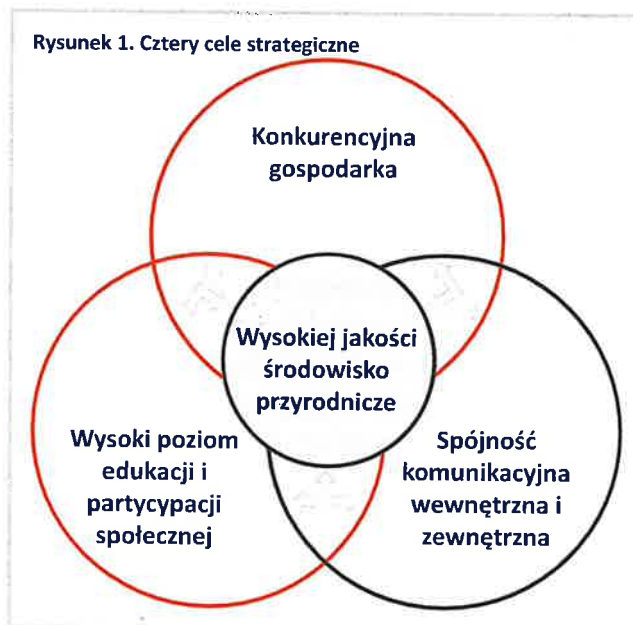 Rysunek 1. Cztery cele strategiczne
Konkurencyjna
gospodarka
Wysokiej jakości
środowisko
przyrodnicze
Wysoki poziom
edukacji i
partycypacji
społecznej
Spójność
komunikacyjna
wewnętrzna i
zewnętrzna